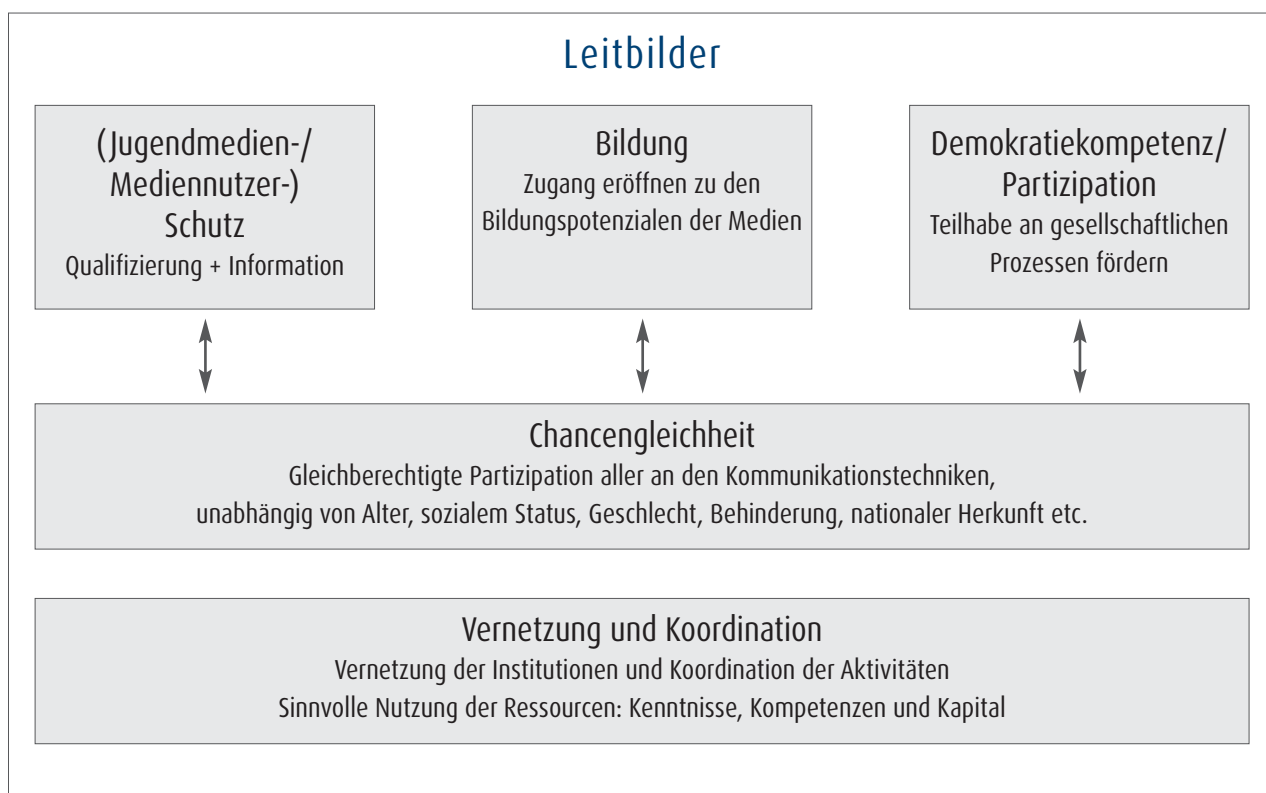 Leitbilder
(Jugendmedien-/
Mediennutzer-)
Schutz
Qualifizierung + Information
Bildung
Zugang eröffnen zu den
Bildungspotenzialen der Medien
Demokratiekompetenz/
Partizipation
Teilhabe an gesellschaftlichen
Prozessen fördern
Chancengleichheit
Gleichberechtigte Partizipation aller an den Kommunikationstechniken,
unabhängig von Alter, sozialem Status, Geschlecht, Behinderung, nationaler Herkunft etc.
Vernetzung und Koordination
Vernetzung der Institutionen und Koordination der Aktivitäten
Sinnvolle Nutzung der Ressourcen: Kenntnisse, Kompetenzen und Kapital